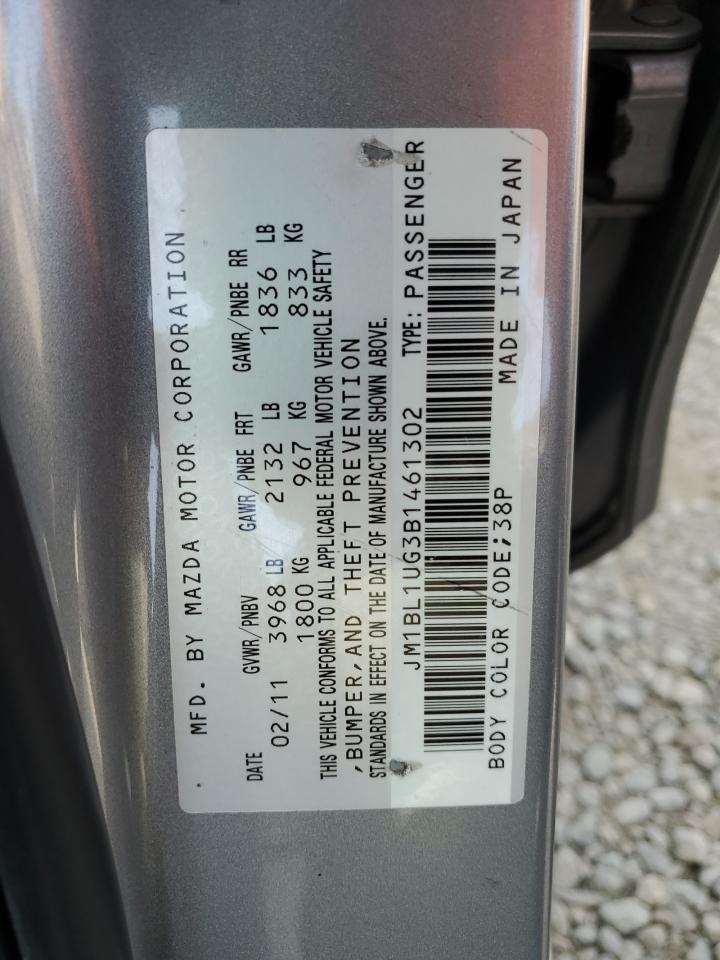 MFD. BY MAZDA MOTOR CORPORATION
DATE GVWR/PNBV GAWR/PNBE FRT GAWR/PNBE RR
02/11 3968 LB 2132 LB 1836 LB
1800 KG 967 KG 833 KG
THIS VEHICLE CONFORMS TO ALL APPLICABLE FEDERAL MOTOR VEHICLE SAFETY
,BUMPER,AND THEFT PREVENTION
STANDARDS IN EFFECT ON THE DATE OF MANUFACTURE SHOWN ABOVE.
JM1BL1UG3B1461302 TYPE: PASSENGER
BODY COLOR CODE;38P MADE IN JAPAN